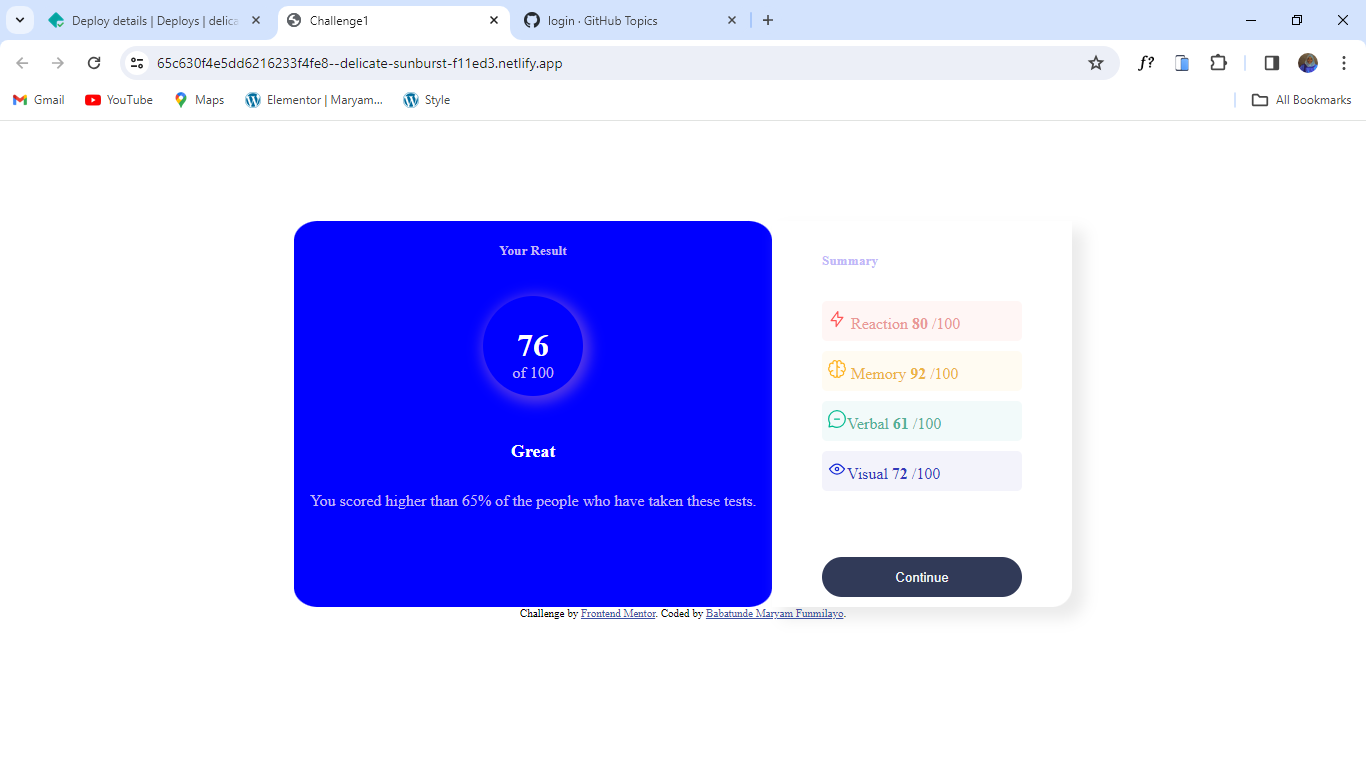 Deploy details | Deploys | delica
Challenge1
login · GitHub Topics
65c630f4e5dd6216233f4fe8--delicate-sunburst-f11ed3.netlify.app
f?
Gmail
YouTube
Maps
Elementor | Maryam...
Style
All Bookmarks
Your Result
76
of 100
Great
You scored higher than 65% of the people who have taken these tests.
Summary
Reaction 80 /100
Memory 92 /100
Verbal 61 /100
Visual 72 /100
Continue
Challenge by Frontend Mentor. Coded by Babatunde Maryam Funmilayo.